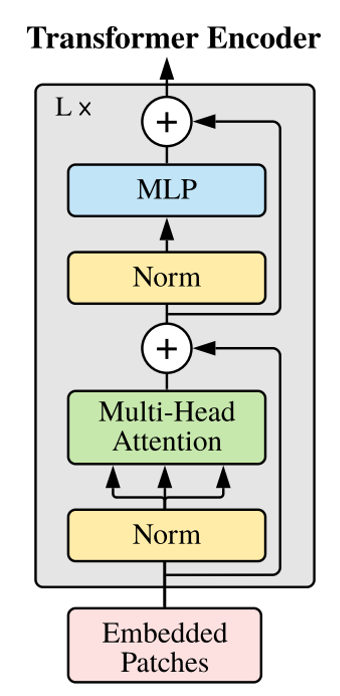 Transformer Encoder
L ×
+
MLP
Norm
+
Multi-Head
Attention
Norm
Embedded
Patches